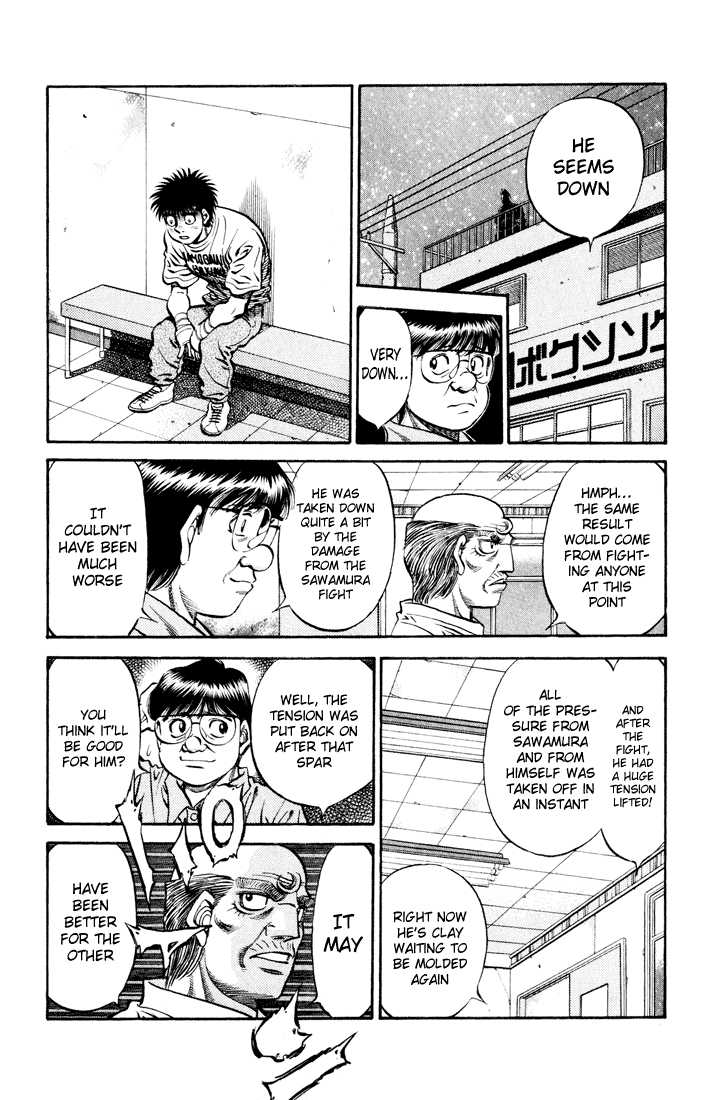 HE
SEEMS
DOWN
ボクシング
VERY
DOWN...
HMPH...
THE SAME
RESULT
WOULD COME
FROM FIGHT-
ING ANYONE
AT THIS
POINT
HE WAS
TAKEN DOWN
QUITE A BIT
BY THE
DAMAGE
FROM THE
SAWAMURA
FIGHT
IT
COULDN'T
HAVE BEEN
MUCH
WORSE
AND
AFTER
THE
FIGHT,
HE HAD
A HUGE
TENSION
LIFTED!
ALL
OF THE PRES-
SURE FROM
SAWAMURA
AND FROM
HIMSELF WAS
TAKEN OFF IN
AN INSTANT
RIGHT NOW
HE'S CLAY
WAITING TO
BE MOLDED
AGAIN
WELL, THE
TENSION WAS
PUT BACK ON
AFTER THAT
SPAR
YOU
THINK IT'LL
BE GOOD
FOR HIM?
IT
MAY
HAVE
BEEN
BETTER
FOR THE
OTHER